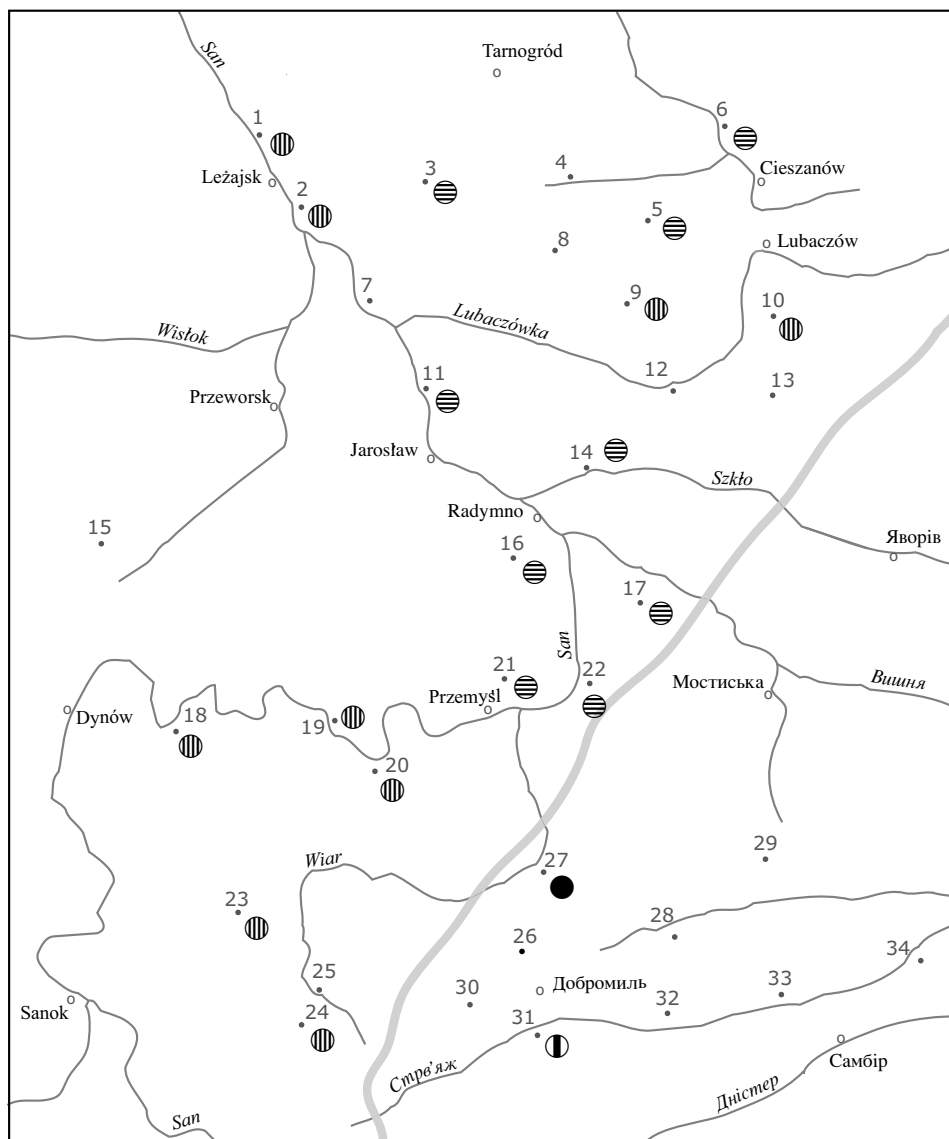 San
Tarnogród
1
6
Leżajsk
3
4
Cieszanów
2
5
8
Lubaczów
7
9
10
Wisłok
Lubaczówka
11
12
13
Przeworsk
Jarosław
14
Szkło
Radymno
15
16
Яворів
17
San
21
22
Мостиська
Вишня
Przemyśl
Dynów
18
19
20
Wiar
27
29
23
28
26
34
25
30
Добромиль
33
Sanok
24
31
32
Стрв'яж
Самбір
Дністер
San